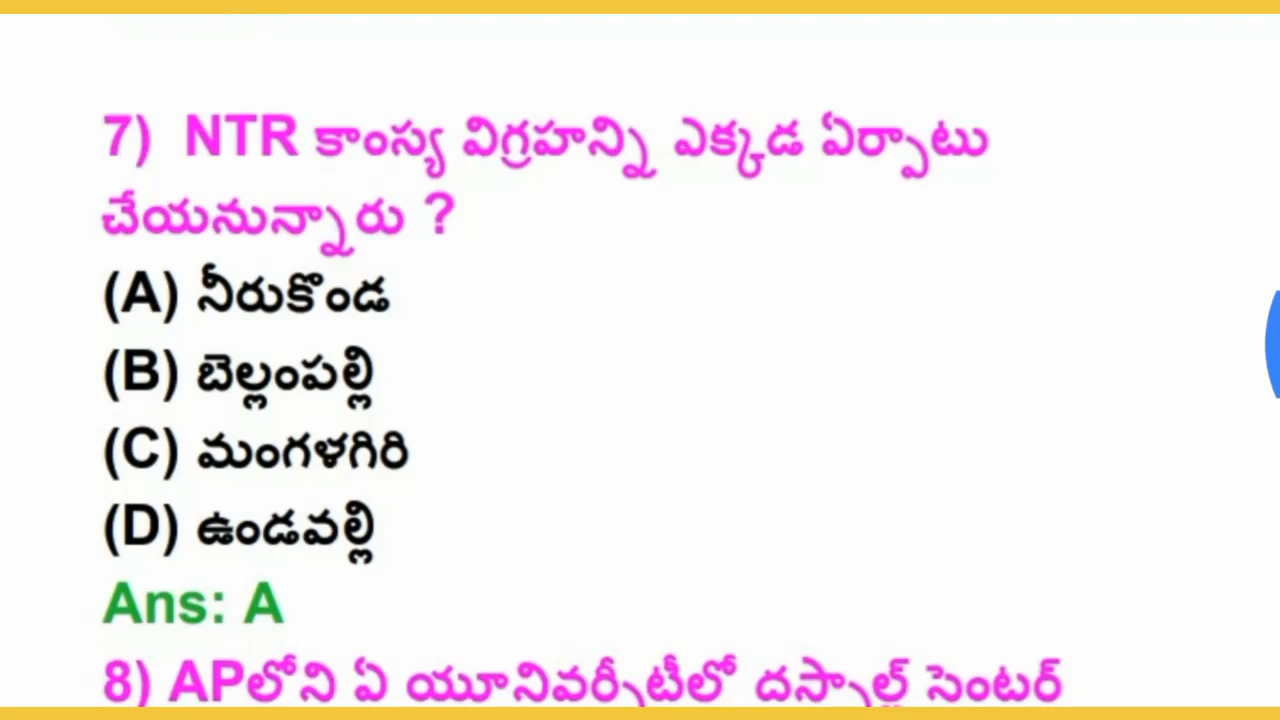 7) NTR కాంస్య విగ్రహన్ని ఎక్కడ ఏర్పాటు
చేయనున్నారు ?
(A) నీరుకొండ
(B) బెల్లంపల్లి
(C) మంగళగిరి
(D) ఉండవల్లి
Ans: A
8) APలోని ఏ యూనివర్సిటీలో దస్సాల్ట్ సెంటర్